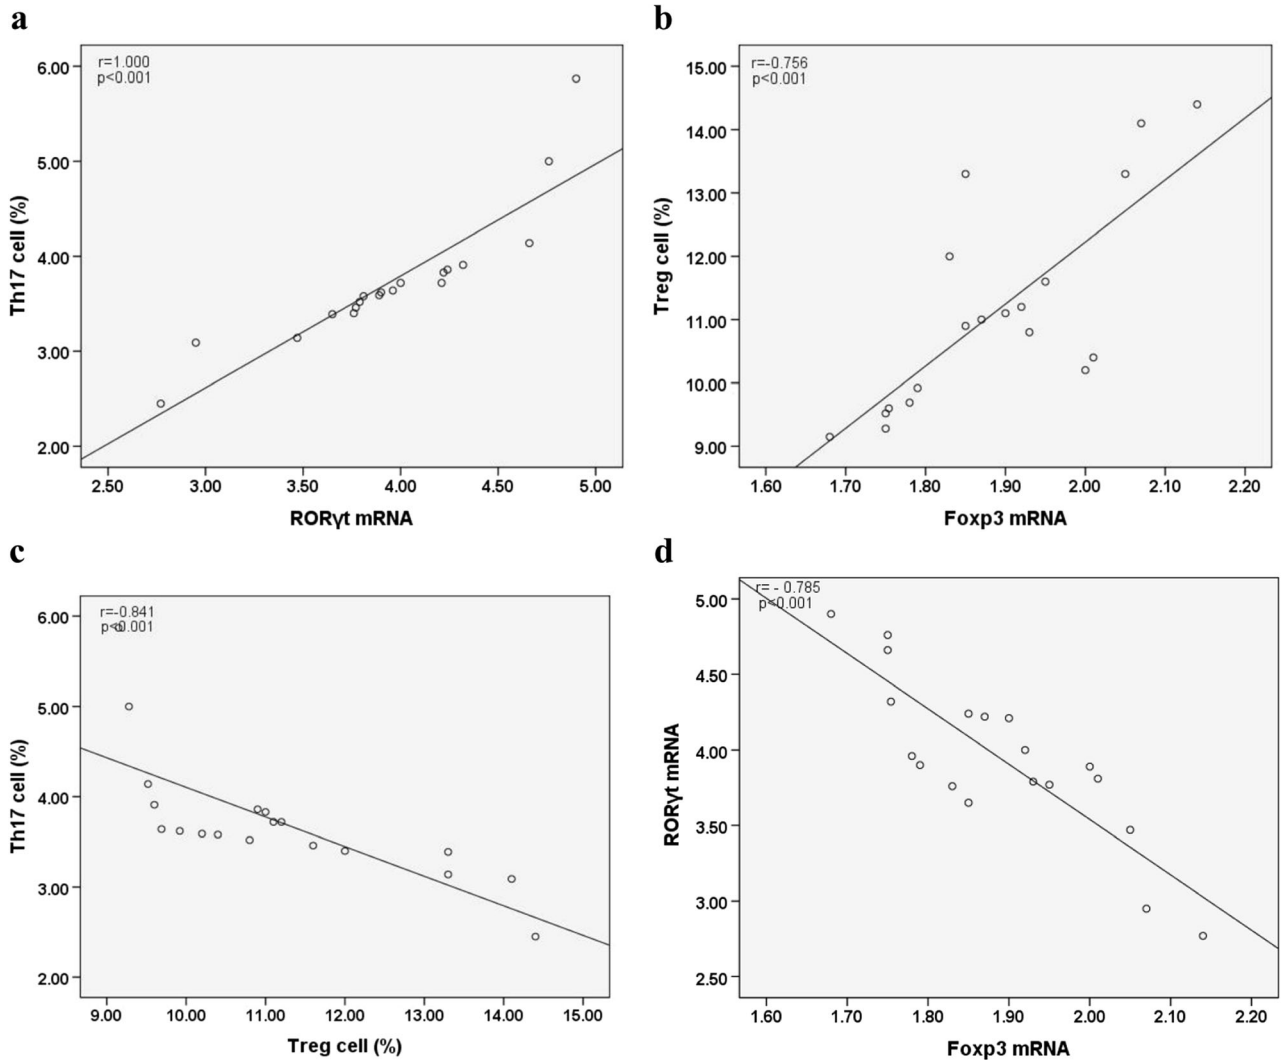 a
r=1.000
p<0.001
6.00
5.00
4.00
3.00
2.00
Th17 cell (%)
2.50 3.00 3.50 4.00 4.50 5.00
RORγt mRNA
b
r=-0.756
p<0.001
15.00
14.00
13.00
12.00
11.00
10.00
9.00
Treg cell (%)
1.60 1.70 1.80 1.90 2.00 2.10 2.20
Foxp3 mRNA
c
r=-0.841
p<0.001
6.00
5.00
4.00
3.00
2.00
Th17 cell (%)
9.00 10.00 11.00 12.00 13.00 14.00 15.00
Treg cell (%)
d
r= - 0.785
p<0.001
5.00
4.50
4.00
3.50
3.00
2.50
RORγt mRNA
1.60 1.70 1.80 1.90 2.00 2.10 2.20
Foxp3 mRNA